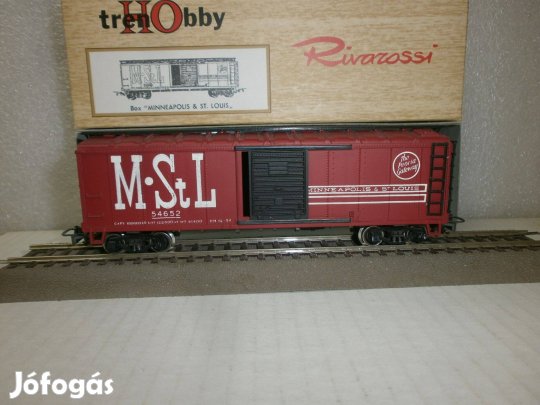 trenHObby
Rivarossi
Box "MINNEAPOLIS & ST. LOUIS"
M•StL
54652
The Peoria Gateway
MINNEAPOLIS & ST LOUIS
Jófogás